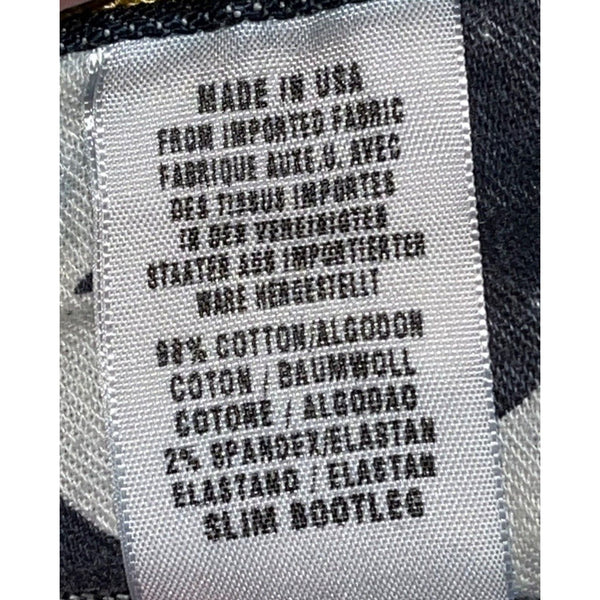 MADE IN USA
FROM IMPORTED FABRIC
FABRIQUE AUX E.U. AVEC
DES TISSUS IMPORTES
IN DEN VEREINIGTEN
STAATEN AUS IMPORTIERTER
WARE HERGESTELLT
98% COTTON/ALGODON
COTON / BAUMWOLL
COTONE / ALGODAO
2% SPANDEX/ELASTAN
ELASTANO / ELASTAN
SLIM BOOTLEG